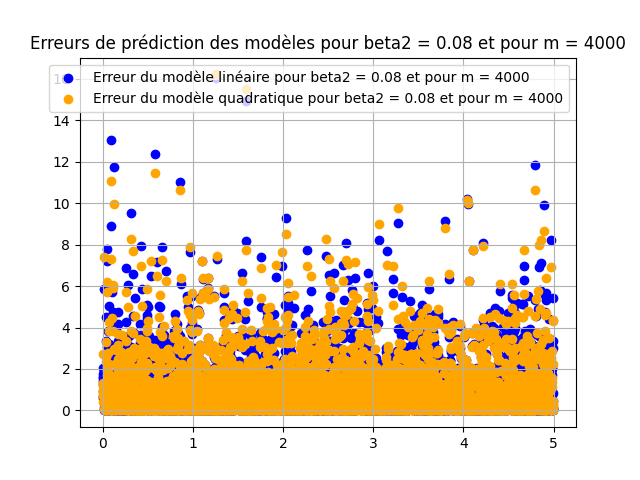 Erreurs de prédiction des modèles pour beta2 = 0.08 et pour m = 4000
Erreur du modèle linéaire pour beta2 = 0.08 et pour m = 4000
Erreur du modèle quadratique pour beta2 = 0.08 et pour m = 4000
16
14
12
10
8
6
4
2
0
0 1 2 3 4 5